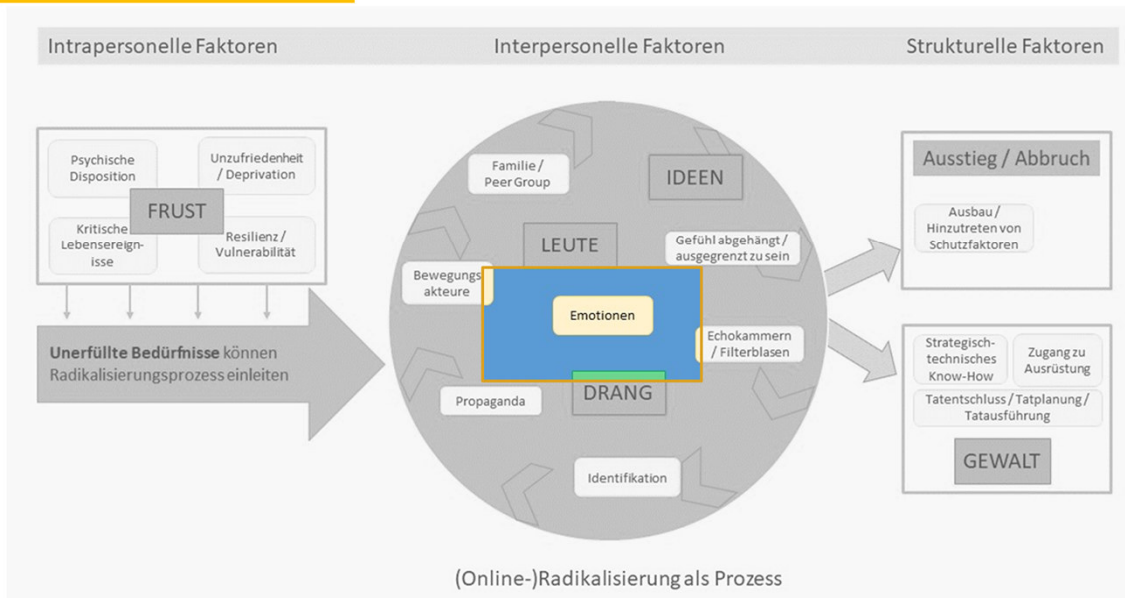 Intrapersonelle Faktoren
Interpersonelle Faktoren
Strukturelle Faktoren
Psychische
Disposition
Unzufriedenheit
/ Deprivation
FRUST
Kritische
Lebensereign-
isse
Resilienz /
Vulnerabilität
Unerfüllte Bedürfnisse können
Radikalisierungsprozess einleiten
Familie /
Peer Group
IDEEN
LEUTE
Gefühl abgehängt /
ausgegrenzt zu sein
Bewegungs
akteure
Emotionen
Echokammern
/ Filterblasen
DRANG
Propaganda
Identifikation
Ausstieg / Abbruch
Ausbau /
Hinzutreten von
Schutzfaktoren
Strategisch-
technisches
Know-How
Zugang zu
Ausrüstung
Tatentschluss / Tatplanung /
Tatausführung
GEWALT
(Online-)Radikalisierung als Prozess